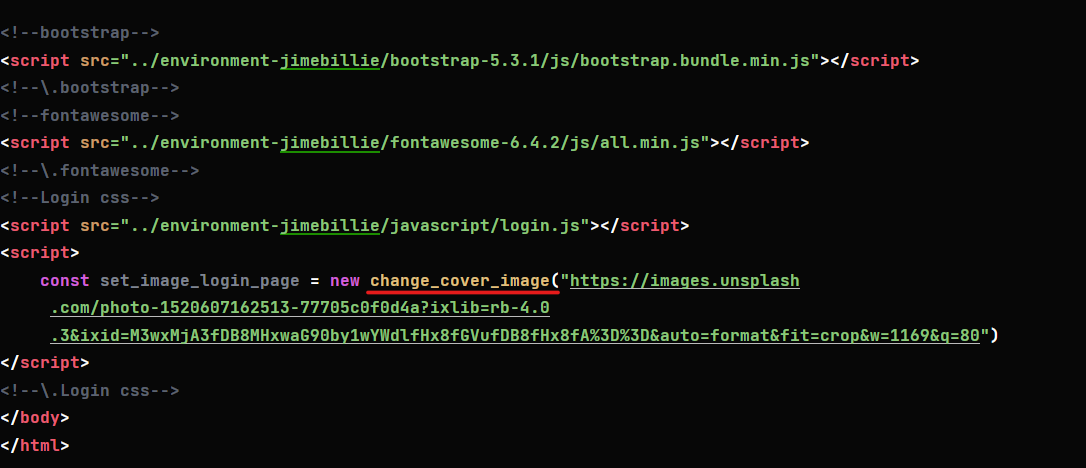 <!--bootstrap-->
<script src="../environment-jimebillie/bootstrap-5.3.1/js/bootstrap.bundle.min.js"></script>
<!--\.bootstrap-->
<!--fontawesome-->
<script src="../environment-jimebillie/fontawesome-6.4.2/js/all.min.js"></script>
<!--\.fontawesome-->
<!--Login css-->
<script src="../environment-jimebillie/javascript/login.js"></script>
<script>
const set_image_login_page = new change_cover_image("https://images.unsplash
.com/photo-1520607162513-77705c0f0d4a?ixlib=rb-4.0
.3&ixid=M3wxMjA3fDB8MHxwaG90by1wYWdlfHx8fGVufDB8fHx8fA%3D%3D&auto=format&fit=crop&w=1169&q=80")
</script>
<!--\.Login css-->
</body>
</html>